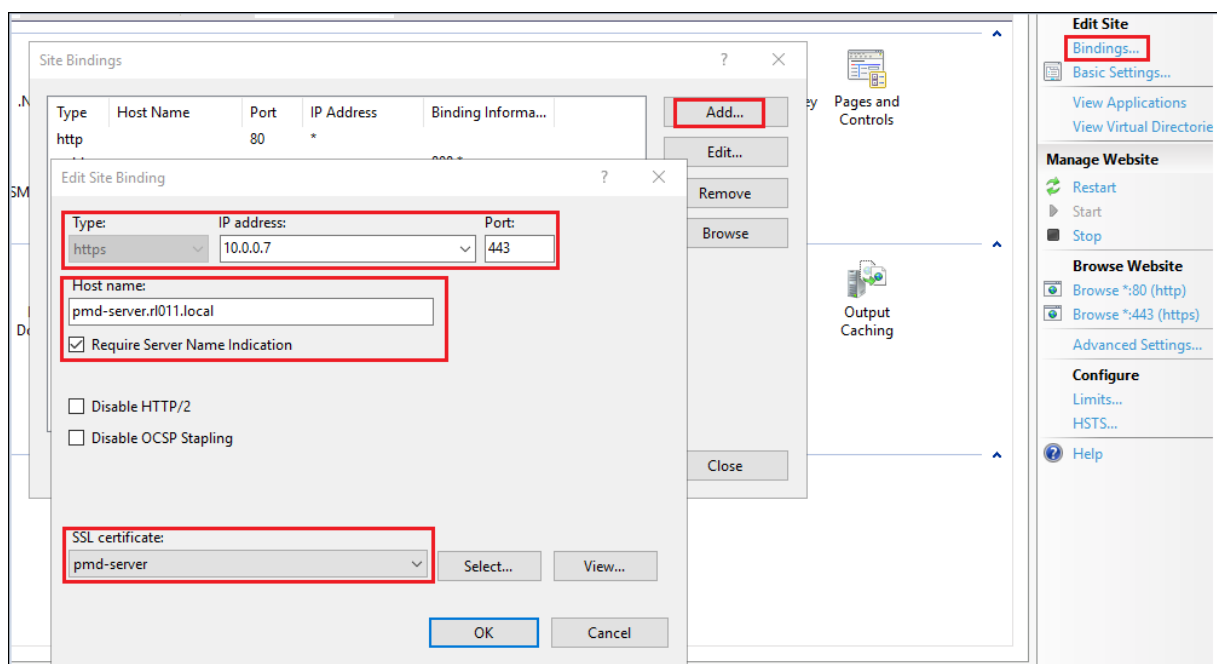 Edit Site
Bindings...
Basic Settings...
View Applications
View Virtual Directorie
Manage Website
Restart
Start
Stop
Browse Website
Browse *:80 (http)
Browse *:443 (https)
Advanced Settings...
Configure
Limits...
HSTS...
Help
Site Bindings
Type Host Name Port IP Address Binding Informa...
http 80 *
Add...
Edit...
Remove
Browse
Close
Edit Site Binding
Type: IP address: Port:
https 10.0.0.7 443
Host name:
pmd-server.rl011.local
Require Server Name Indication
Disable HTTP/2
Disable OCSP Stapling
SSL certificate:
pmd-server
Select... View...
OK Cancel
Pages and
Controls
Output
Caching